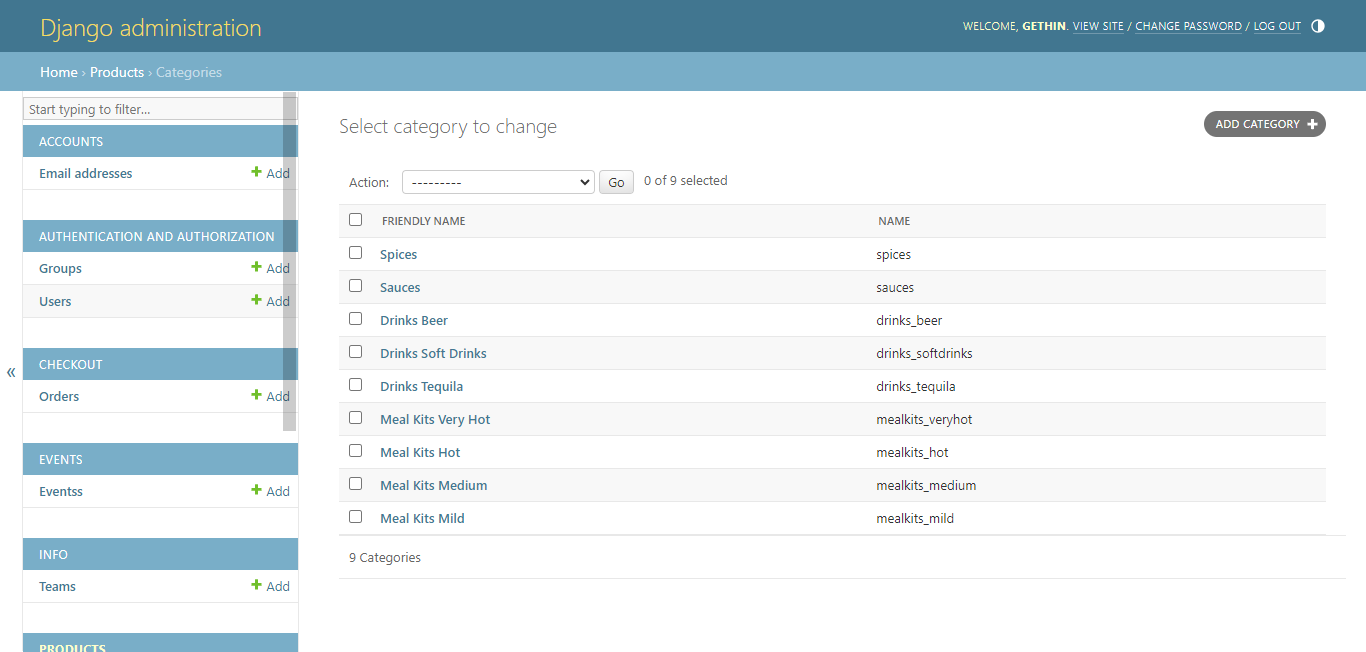 Django administration
WELCOME, GETHIN. VIEW SITE / CHANGE PASSWORD / LOG OUT
Home › Products › Categories
Start typing to filter...
ACCOUNTS
Email addresses + Add
AUTHENTICATION AND AUTHORIZATION
Groups + Add
Users + Add
CHECKOUT
Orders + Add
«
EVENTS
Eventss + Add
INFO
Teams + Add
PRODUCTS
Select category to change
ADD CATEGORY +
Action: --------- Go 0 of 9 selected
FRIENDLY NAME NAME
Spices spices
Sauces sauces
Drinks Beer drinks_beer
Drinks Soft Drinks drinks_softdrinks
Drinks Tequila drinks_tequila
Meal Kits Very Hot mealkits_veryhot
Meal Kits Hot mealkits_hot
Meal Kits Medium mealkits_medium
Meal Kits Mild mealkits_mild
9 Categories